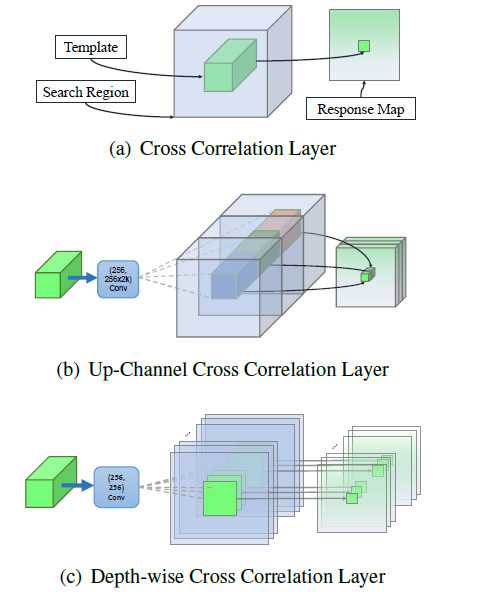 Template
Search Region
Response Map
(a) Cross Correlation Layer
(256,
256x2k)
Conv
(b) Up-Channel Cross Correlation Layer
(256,
256)
Conv
(c) Depth-wise Cross Correlation Layer